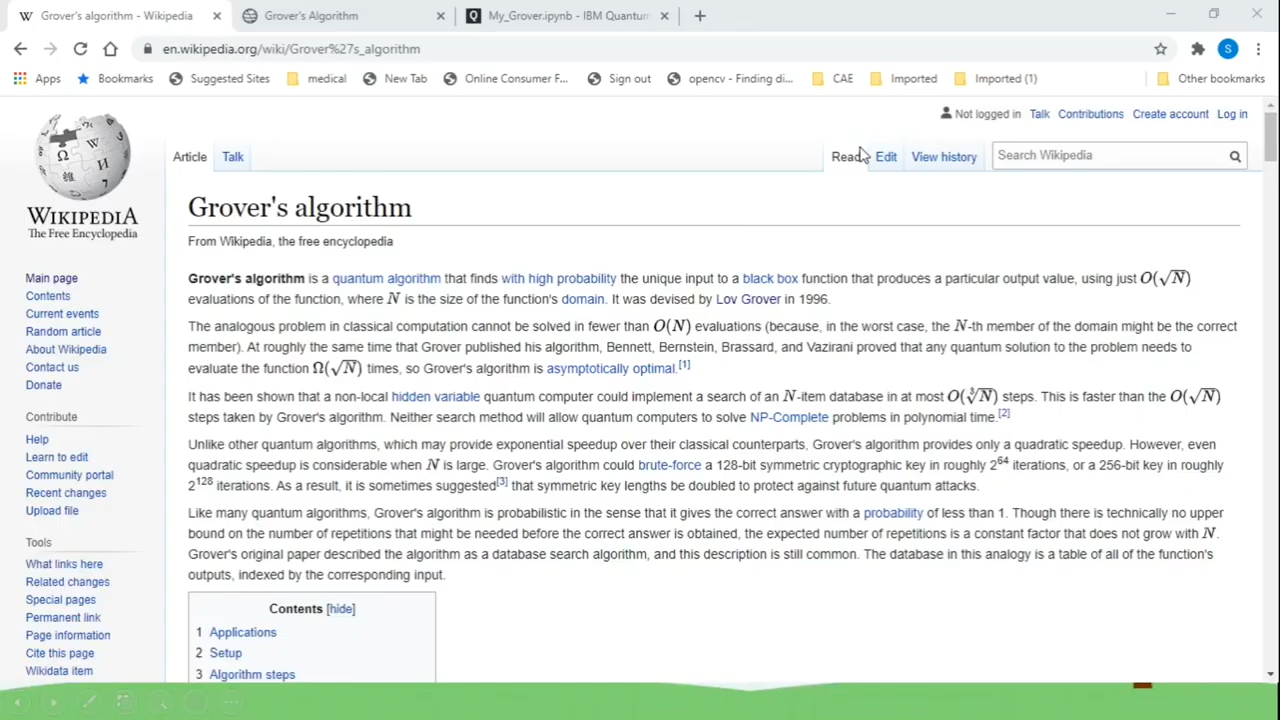 Grover's algorithm - Wikipedia
Grover's Algorithm
My_Grover.ipynb - IBM Quantum
en.wikipedia.org/wiki/Grover%27s_algorithm
S
Apps Bookmarks Suggested Sites medical New Tab Online Consumer F... Sign out opencv - Finding di... CAE Imported Imported (1) Other bookmarks
Not logged in Talk Contributions Create account Log in
Article Talk Read Edit View history Search Wikipedia
WIKIPEDIA
The Free Encyclopedia
Main page
Contents
Current events
Random article
About Wikipedia
Contact us
Donate
Contribute
Help
Learn to edit
Community portal
Recent changes
Upload file
Tools
What links here
Related changes
Special pages
Permanent link
Page information
Cite this page
Wikidata item
Grover's algorithm
From Wikipedia, the free encyclopedia
Grover's algorithm is a quantum algorithm that finds with high probability the unique input to a black box function that produces a particular output value, using just O(√N)
evaluations of the function, where N is the size of the function's domain. It was devised by Lov Grover in 1996.
The analogous problem in classical computation cannot be solved in fewer than O(N) evaluations (because, in the worst case, the N-th member of the domain might be the correct
member). At roughly the same time that Grover published his algorithm, Bennett, Bernstein, Brassard, and Vazirani proved that any quantum solution to the problem needs to
evaluate the function Ω(√N) times, so Grover's algorithm is asymptotically optimal.[1]
It has been shown that a non-local hidden variable quantum computer could implement a search of an N-item database in at most O(∛N) steps. This is faster than the O(√N)
steps taken by Grover's algorithm. Neither search method will allow quantum computers to solve NP-Complete problems in polynomial time.[2]
Unlike other quantum algorithms, which may provide exponential speedup over their classical counterparts, Grover's algorithm provides only a quadratic speedup. However, even
quadratic speedup is considerable when N is large. Grover's algorithm could brute-force a 128-bit symmetric cryptographic key in roughly 2⁶⁴ iterations, or a 256-bit key in roughly
2¹²⁸ iterations. As a result, it is sometimes suggested[3] that symmetric key lengths be doubled to protect against future quantum attacks.
Like many quantum algorithms, Grover's algorithm is probabilistic in the sense that it gives the correct answer with a probability of less than 1. Though there is technically no upper
bound on the number of repetitions that might be needed before the correct answer is obtained, the expected number of repetitions is a constant factor that does not grow with N.
Grover's original paper described the algorithm as a database search algorithm, and this description is still common. The database in this analogy is a table of all of the function's
outputs, indexed by the corresponding input.
Contents [hide]
1 Applications
2 Setup
3 Algorithm steps